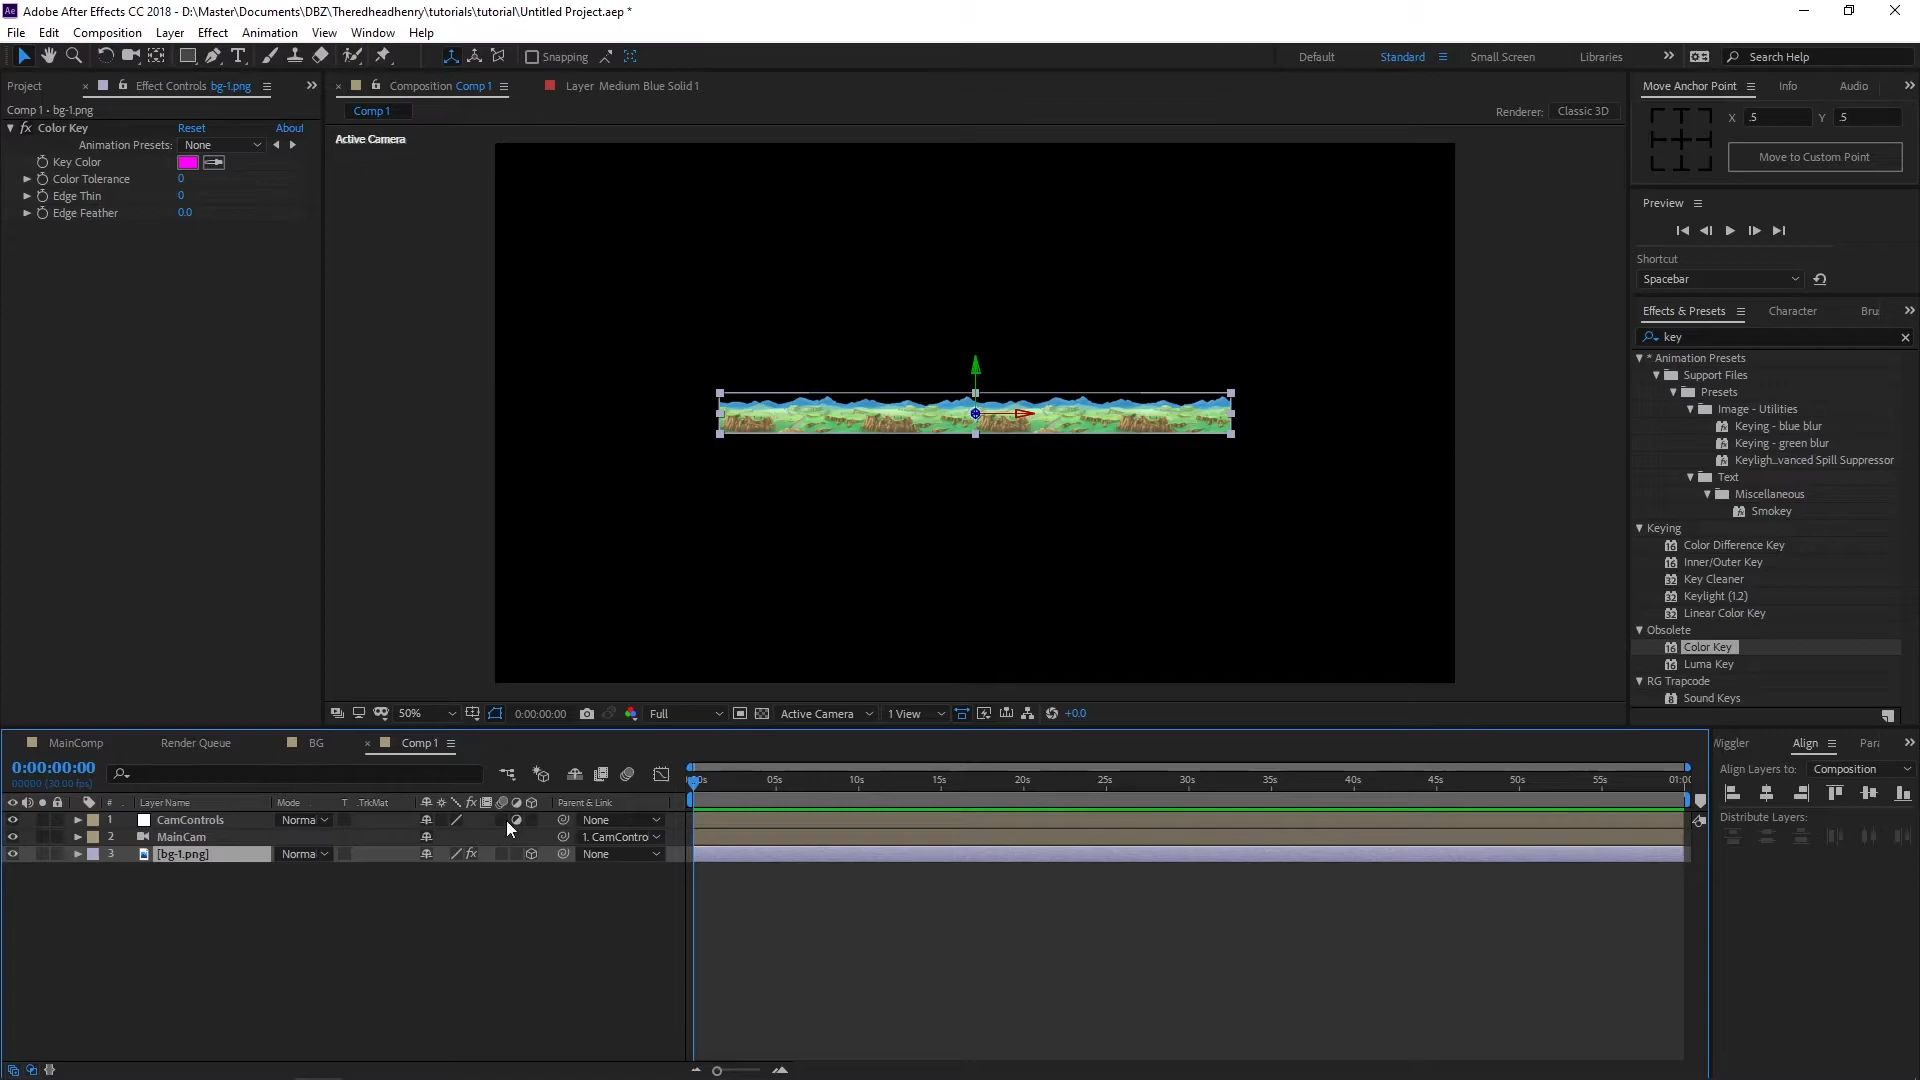 Adobe After Effects CC 2018 - D:\Master\Documents\DBZ\Theredheadhenry\tutorials\tutorial\Untitled Project.aep *
File Edit Composition Layer Effect Animation View Window Help
Snapping Default Standard Small Screen Libraries Search Help
Project Effect Controls bg-1.png Composition Comp 1 Layer Medium Blue Solid 1 Move Anchor Point Info Audio
Comp 1 • bg-1.png Comp 1 Renderer: Classic 3D X .5 Y .5
fx Color Key Reset About
Animation Presets: None
Active Camera
Key Color
Color Tolerance 0
Edge Thin 0
Edge Feather 0.0
Move to Custom Point
Preview
Shortcut
Spacebar
Effects & Presets Character Bru
key
* Animation Presets
Support Files
Presets
Image - Utilities
Keying - blue blur
Keying - green blur
Keyligh...vanced Spill Suppressor
Text
Miscellaneous
Smokey
Keying
Color Difference Key
Inner/Outer Key
Key Cleaner
Keylight (1.2)
Linear Color Key
Obsolete
Color Key
Luma Key
RG Trapcode
Sound Keys
50% 0:00:00:00 Full Active Camera 1 View +0.0
MainComp Render Queue BG Comp 1 Wiggler Align Par
0:00:00:00
00000 (30.00 fps)
Align Layers to: Composition
00s 05s 10s 15s 20s 25s 30s 35s 40s 45s 50s 55s 01:00
# Layer Name Mode T .TrkMat fx Parent & Link
1 CamControls Norma None
2 MainCam 1. CamContro
3 [bg-1.png] Norma fx None
Distribute Layers: